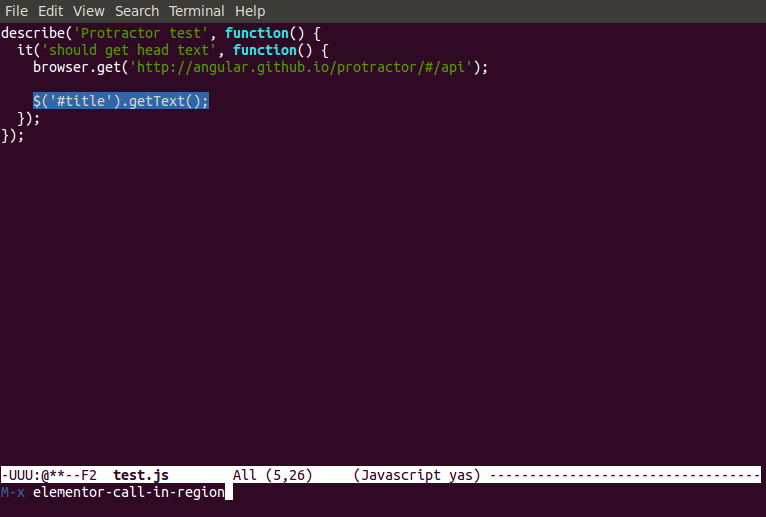 File Edit View Search Terminal Help
describe('Protractor test', function() {
  it('should get head text', function() {
    browser.get('http://angular.github.io/protractor/#/api');
    $('#title').getText();
  });
});
-UUU:@**--F2  test.js        All (5,26)     (Javascript yas) ----------------------------------
M-x elementor-call-in-region